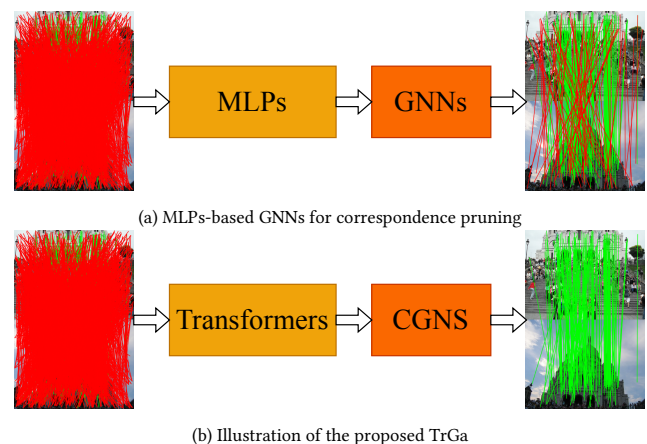 MLPs
GNNs
(a) MLPs-based GNNs for correspondence pruning
Transformers
CGNS
(b) Illustration of the proposed TrGa